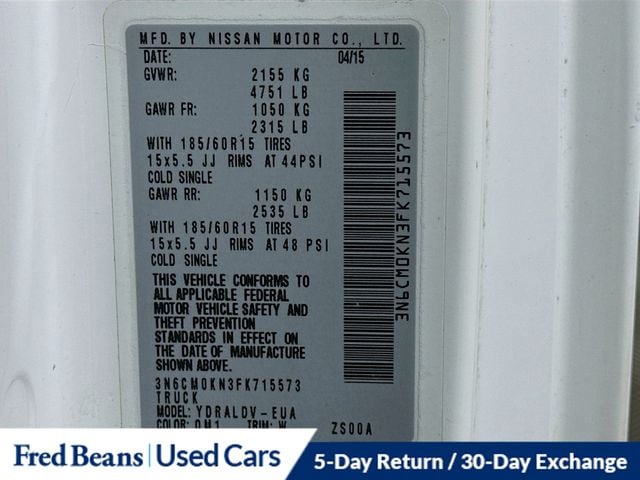 MFD. BY NISSAN MOTOR CO., LTD.
DATE: 04/15
GVWR: 2155 KG
4751 LB
GAWR FR: 1050 KG
2315 LB
WITH 185/60R15 TIRES
15x5.5 JJ RIMS AT 44PSI
COLD SINGLE
GAWR RR: 1150 KG
2535 LB
WITH 185/60R15 TIRES
15x5.5 JJ RIMS AT 48 PSI
COLD SINGLE
THIS VEHICLE CONFORMS TO
ALL APPLICABLE FEDERAL
MOTOR VEHICLE SAFETY AND
THEFT PREVENTION
STANDARDS IN EFFECT ON
THE DATE OF MANUFACTURE
SHOWN ABOVE.
3N6CM0KN3FK715573
TRUCK
MODEL: YDRALDV-EUA
COLOR: QM1 TRIM: W ZS00A
3N6CM0KN3FK715573
Fred Beans Used Cars
5-Day Return / 30-Day Exchange